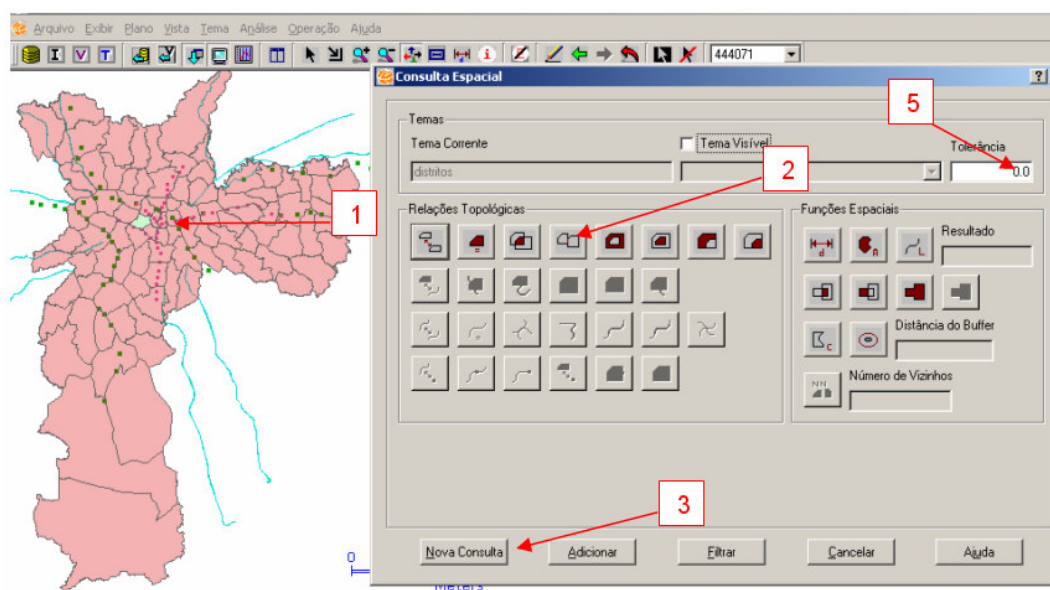 Arquivo Exibir Plano Vista Tema Análise Operação Ajuda
I V T 444071
Consulta Espacial ?
5
Temas
Tema Corrente Tema Visível Tolerância
distritos 0.0
2
1
Relações Topológicas Funções Espaciais
Resultado
d A L
Distância do Buffer
C
Número de Vizinhos
NN
3
Nova Consulta Adicionar Filtrar Cancelar Ajuda
0
Meters